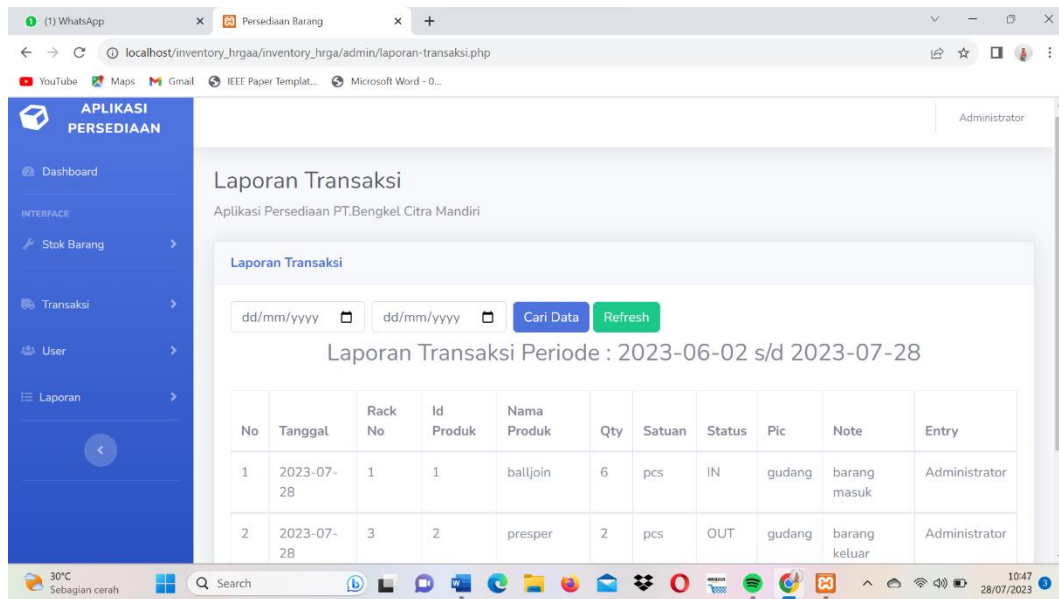 (1) WhatsApp
Persediaan Barang
localhost/inventory_hrgaa/inventory_hrga/admin/laporan-transaksi.php
YouTube Maps Gmail IEEE Paper Templat... Microsoft Word - 0...
APLIKASI
PERSEDIAAN
Administrator
Dashboard
INTERFACE
Stok Barang
Transaksi
User
Laporan
Laporan Transaksi
Aplikasi Persediaan PT.Bengkel Citra Mandiri
Laporan Transaksi
dd/mm/yyyy dd/mm/yyyy Cari Data Refresh
Laporan Transaksi Periode : 2023-06-02 s/d 2023-07-28
No Tanggal Rack No Id Produk Nama Produk Qty Satuan Status Pic Note Entry
1 2023-07-28 1 1 balljoin 6 pcs IN gudang barang masuk Administrator
2 2023-07-28 3 2 presper 2 pcs OUT gudang barang keluar Administrator
30°C
Sebagian cerah
Search
10:47
28/07/2023
3